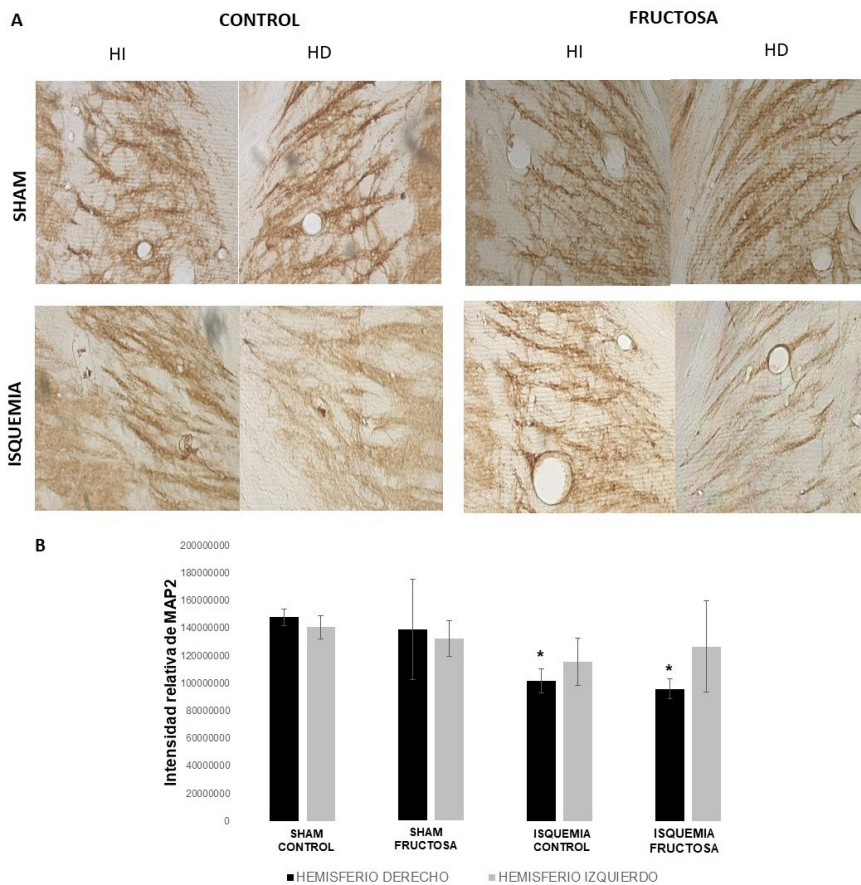 A
CONTROL
FRUCTOSA
HI
HD
HI
HD
SHAM
ISQUEMIA
B
Intensidad relativa de MAP2
200000000
180000000
160000000
140000000
120000000
100000000
80000000
60000000
40000000
20000000
0
*
*
SHAM
CONTROL
SHAM
FRUCTOSA
ISQUEMIA
CONTROL
ISQUEMIA
FRUCTOSA
HEMISFERIO DERECHO
HEMISFERIO IZQUIERDO